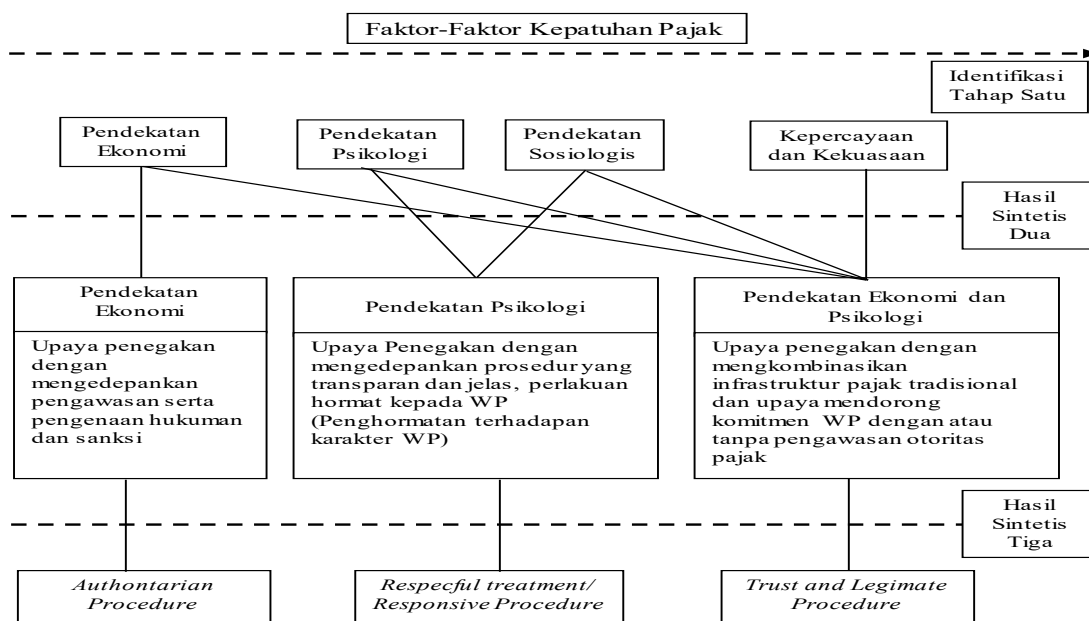 Faktor-Faktor Kepatuhan Pajak
Identifikasi
Tahap Satu
Pendekatan
Ekonomi
Pendekatan
Psikologi
Pendekatan
Sosiologis
Kepercayaan
dan Kekuasaan
Hasil
Sintetis
Dua
Pendekatan
Ekonomi
Upaya penegakan
dengan
mengedepankan
pengawasan serta
pengenaan hukuman
dan sanksi
Pendekatan Psikologi
Upaya Penegakan dengan
mengedepankan prosedur yang
transparan dan jelas, perlakuan
hormat kepada WP
(Penghormatan terhadapan
karakter WP)
Pendekatan Ekonomi dan
Psikologi
Upaya penegakan dengan
mengkombinasikan
infrastruktur pajak tradisional
dan upaya mendorong
komitmen WP dengan atau
tanpa pengawasan otoritas
pajak
Hasil
Sintetis
Tiga
Authontarian
Procedure
Respecful treatment/
Responsive Procedure
Trust and Legimate
Procedure